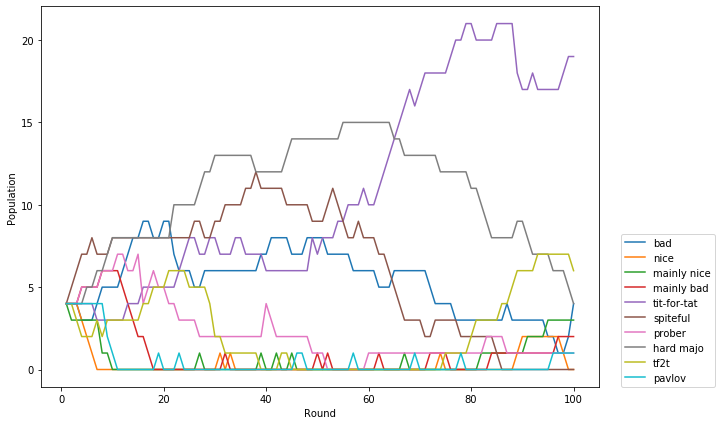 20
15
10
5
0
Population
0
20
40
60
80
100
Round
bad
nice
mainly nice
mainly bad
tit-for-tat
spiteful
prober
hard majo
tf2t
pavlov